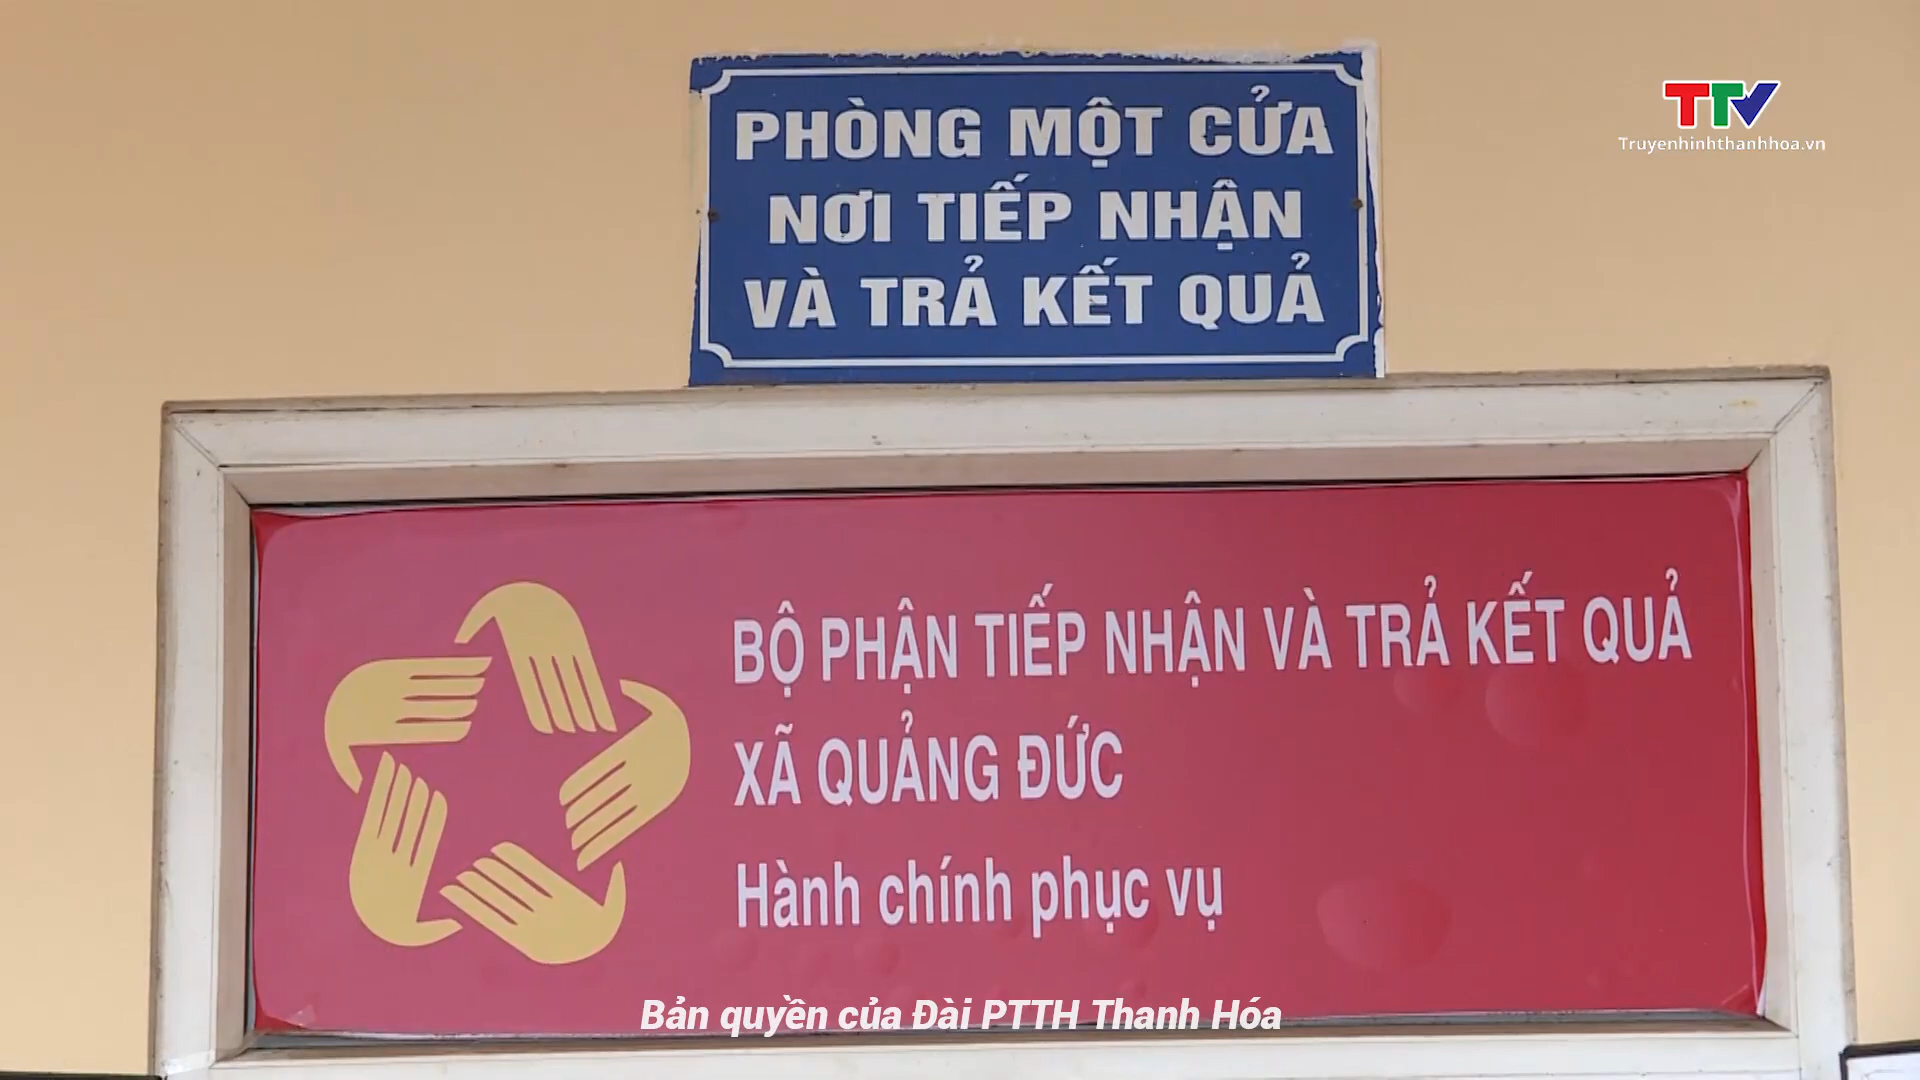 PHÒNG MỘT CỬA
NƠI TIẾP NHẬN
VÀ TRẢ KẾT QUẢ
TTV
Truyenhinhthanhhoa.vn
BỘ PHẬN TIẾP NHẬN VÀ TRẢ KẾT QUẢ
XÃ QUẢNG ĐỨC
Hành chính phục vụ
Bản quyền của Đài PTTH Thanh Hóa